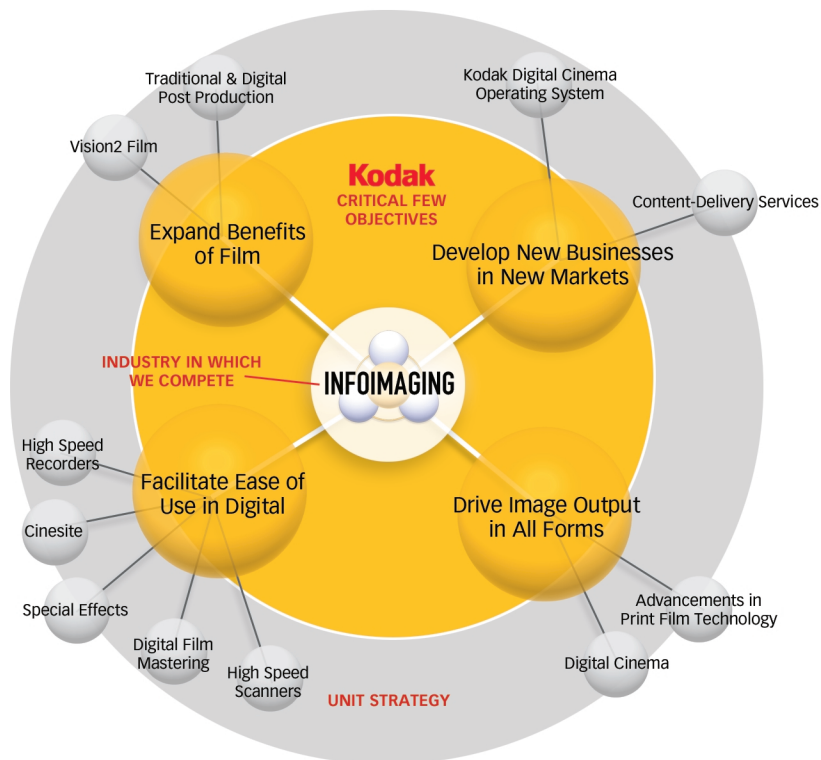 Traditional & Digital
Post Production
Kodak Digital Cinema
Operating System
Vision2 Film
Kodak
CRITICAL FEW
OBJECTIVES
Content-Delivery Services
Expand Benefits
of Film
Develop New Businesses
in New Markets
INDUSTRY IN WHICH
WE COMPETE
INFOIMAGING
High Speed
Recorders
Facilitate Ease of
Use in Digital
Drive Image Output
in All Forms
Cinesite
Special Effects
Advancements in
Print Film Technology
Digital Film
Mastering
High Speed
Scanners
Digital Cinema
UNIT STRATEGY